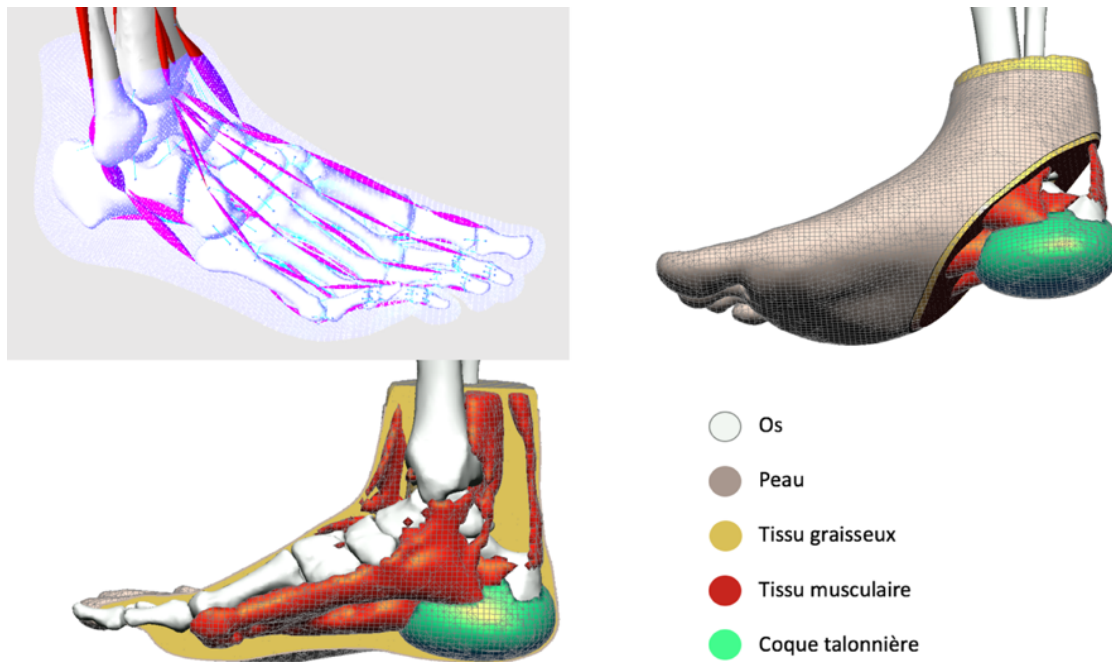 Os
Peau
Tissu graisseux
Tissu musculaire
Coque talonnière